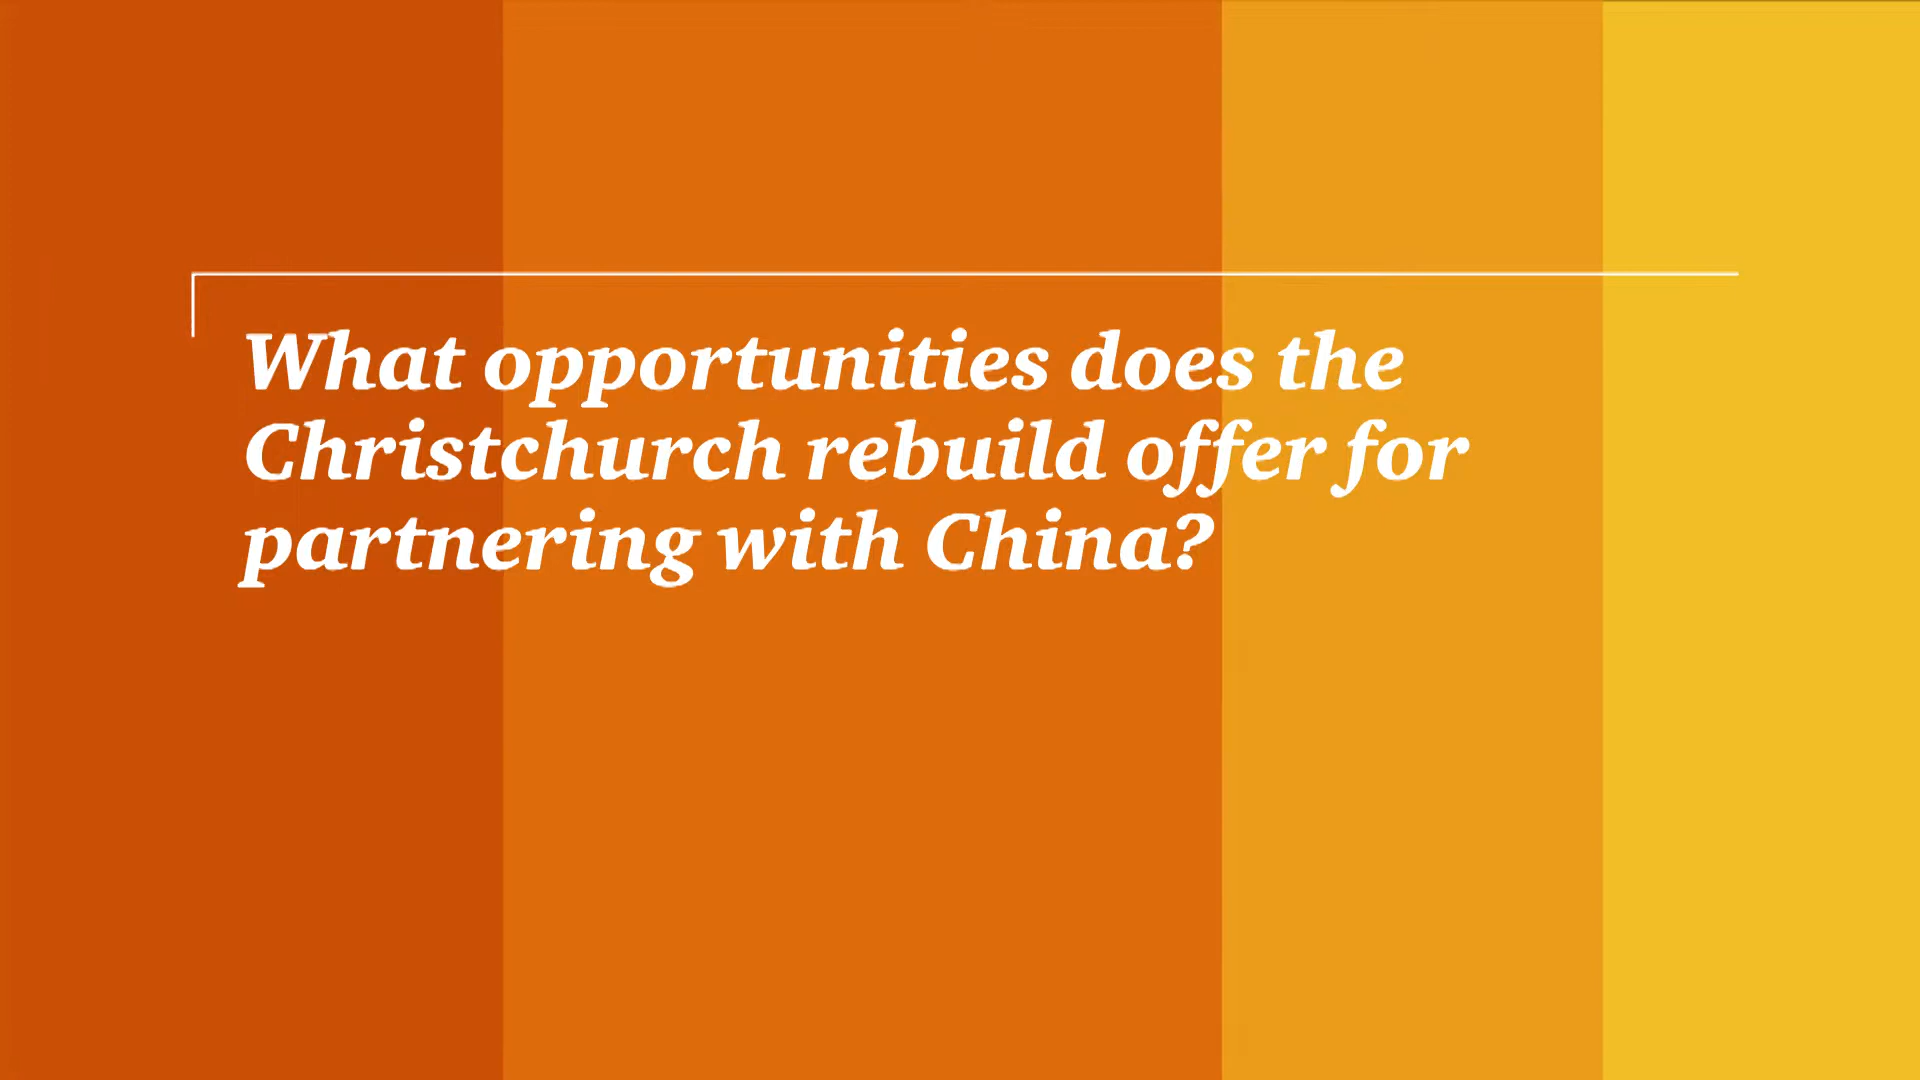 What opportunities does the
Christchurch rebuild offer for
partnering with China?